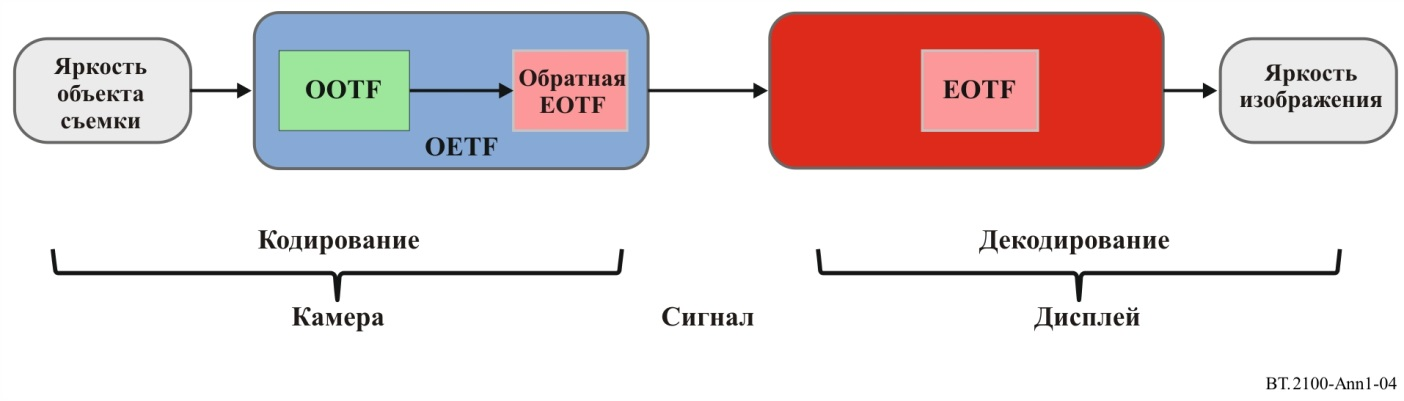 Яркость
объекта
съемки
OOTF
Обратная
EOTF
OETF
EOTF
Яркость
изображения
Кодирование
Декодирование
Камера
Сигнал
Дисплей
BT.2100-Ann1-04